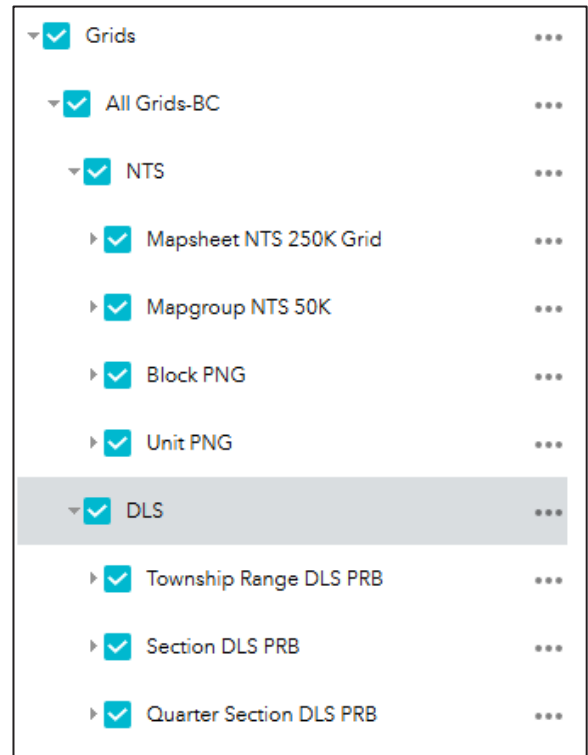 Grids
All Grids-BC
NTS
Mapsheet NTS 250K Grid
Mapgroup NTS 50K
Block PNG
Unit PNG
DLS
Township Range DLS PRB
Section DLS PRB
Quarter Section DLS PRB